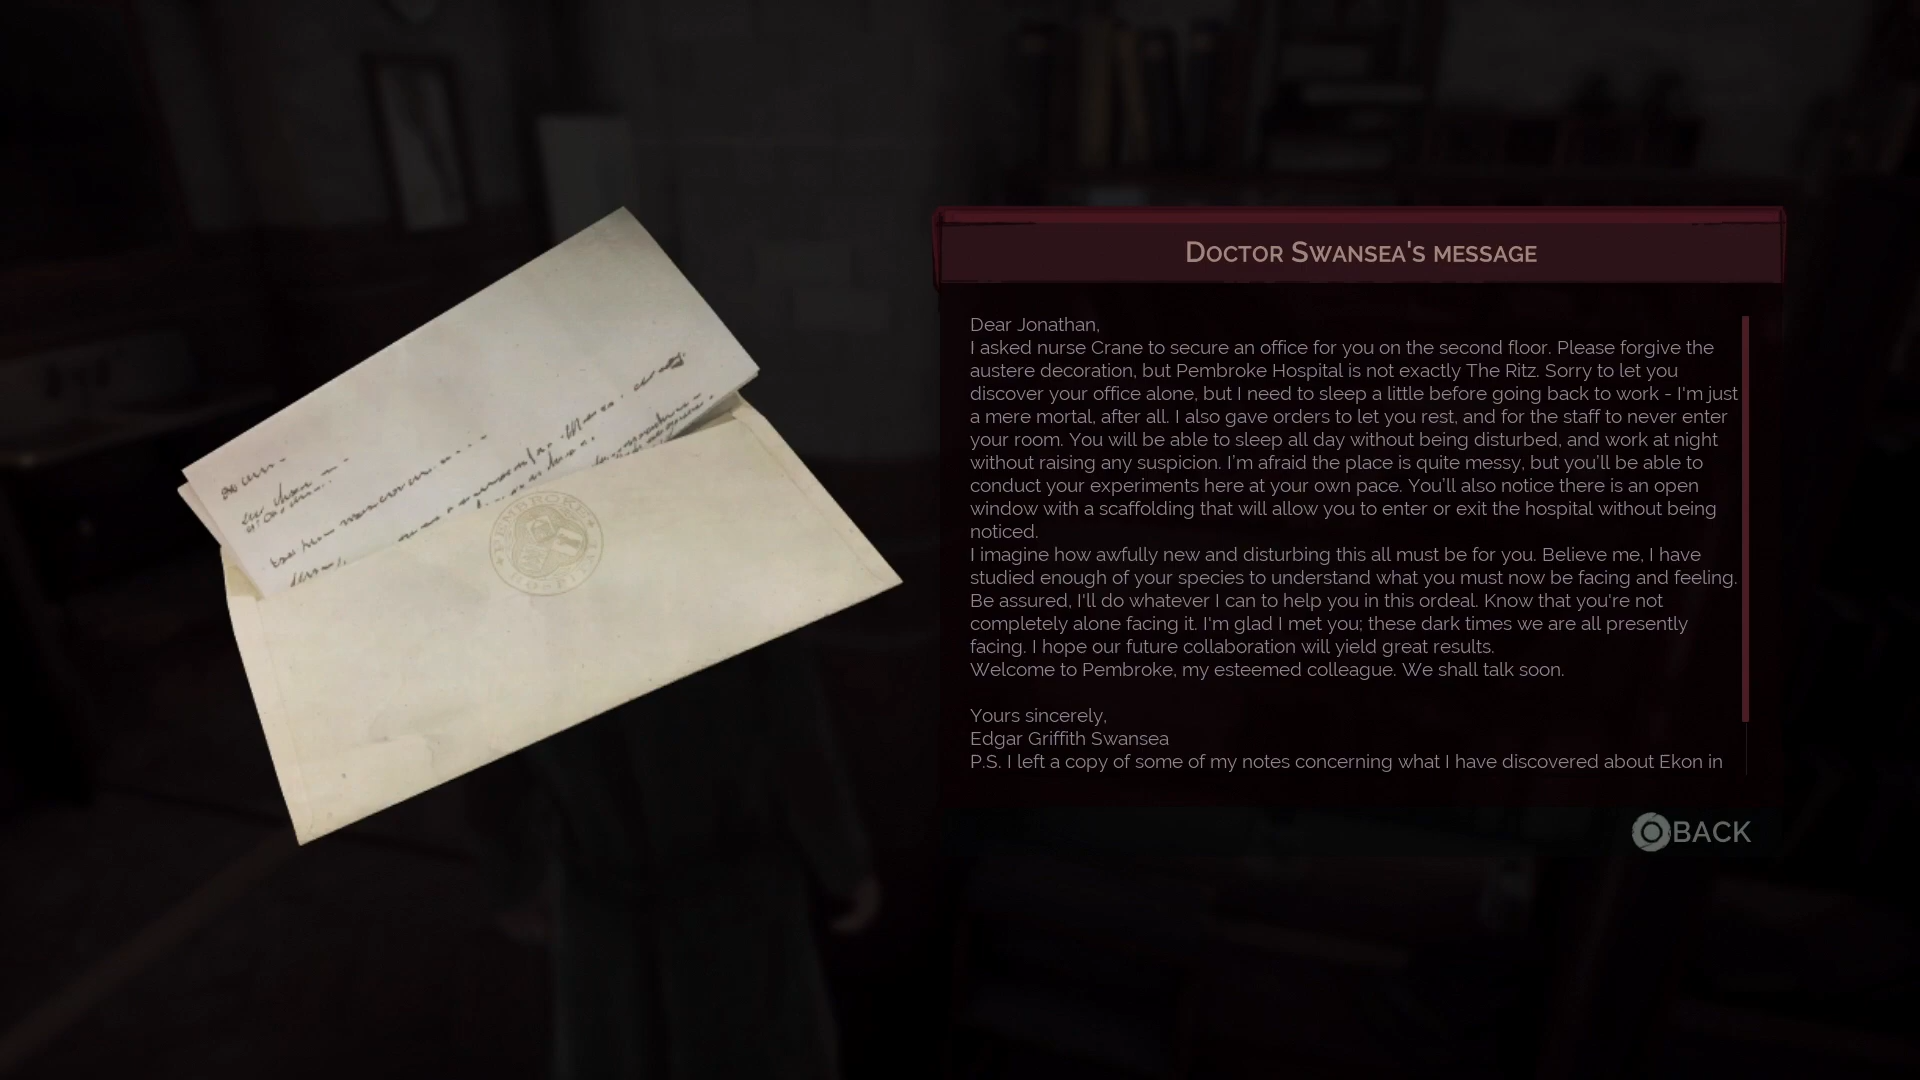 DOCTOR SWANSEA'S MESSAGE
Dear Jonathan,
I asked nurse Crane to secure an office for you on the second floor. Please forgive the
austere decoration, but Pembroke Hospital is not exactly The Ritz. Sorry to let you
discover your office alone, but I need to sleep a little before going back to work - I'm just
a mere mortal, after all. I also gave orders to let you rest, and for the staff to never enter
your room. You will be able to sleep all day without being disturbed, and work at night
without raising any suspicion. I'm afraid the place is quite messy, but you'll be able to
conduct your experiments here at your own pace. You'll also notice there is an open
window with a scaffolding that will allow you to enter or exit the hospital without being
noticed.
I imagine how awfully new and disturbing this all must be for you. Believe me, I have
studied enough of your species to understand what you must now be facing and feeling.
Be assured, I'll do whatever I can to help you in this ordeal. Know that you're not
completely alone facing it. I'm glad I met you; these dark times we are all presently
facing. I hope our future collaboration will yield great results.
Welcome to Pembroke, my esteemed colleague. We shall talk soon.
Yours sincerely,
Edgar Griffith Swansea
P.S. I left a copy of some of my notes concerning what I have discovered about Ekon in
PEMBROKE
HOSPITAL
BACK